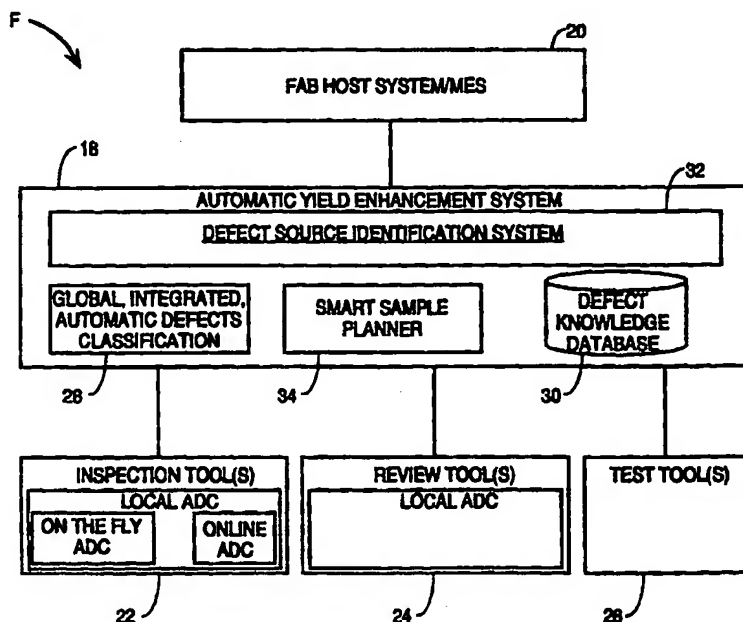 F
20
FAB HOST SYSTEM/MES
18
32
AUTOMATIC YIELD ENHANCEMENT SYSTEM
DEFECT SOURCE IDENTIFICATION SYSTEM
GLOBAL, INTEGRATED,
AUTOMATIC DEFECTS
CLASSIFICATION
SMART SAMPLE
PLANNER
DEFECT
KNOWLEDGE
DATABASE
28
34
30
INSPECTION TOOL(S)
REVIEW TOOL(S)
TEST TOOL(S)
LOCAL ADC
LOCAL ADC
ON THE FLY
ADC
ONLINE
ADC
22
24
26